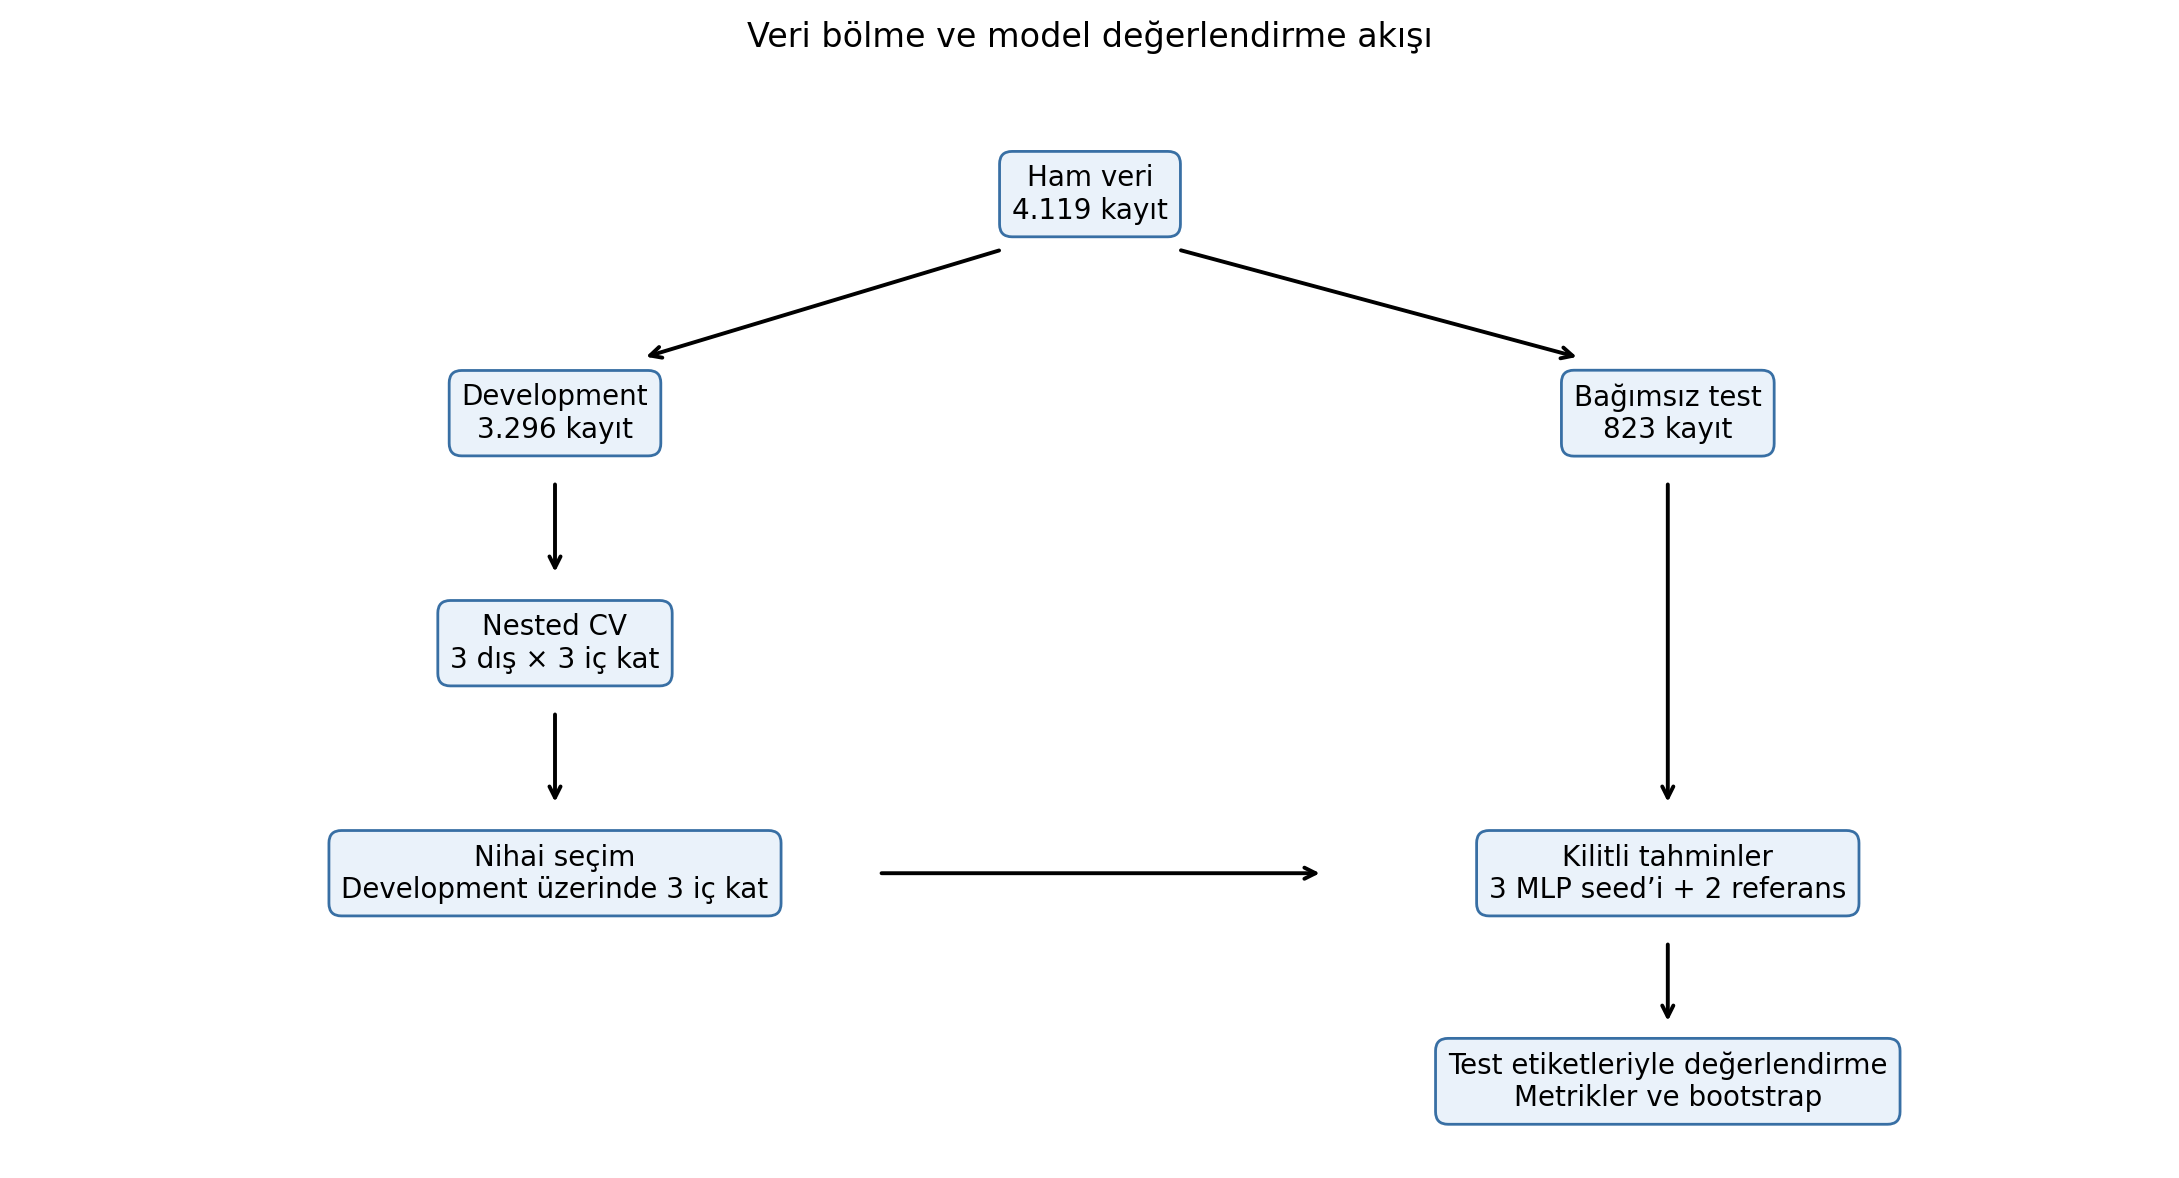 Veri bölme ve model değerlendirme akışı
Ham veri
4.119 kayıt
Development
3.296 kayıt
Bağımsız test
823 kayıt
Nested CV
3 dış × 3 iç kat
Nihai seçim
Development üzerinde 3 iç kat
Kilitli tahminler
3 MLP seed’i + 2 referans
Test etiketleriyle değerlendirme
Metrikler ve bootstrap